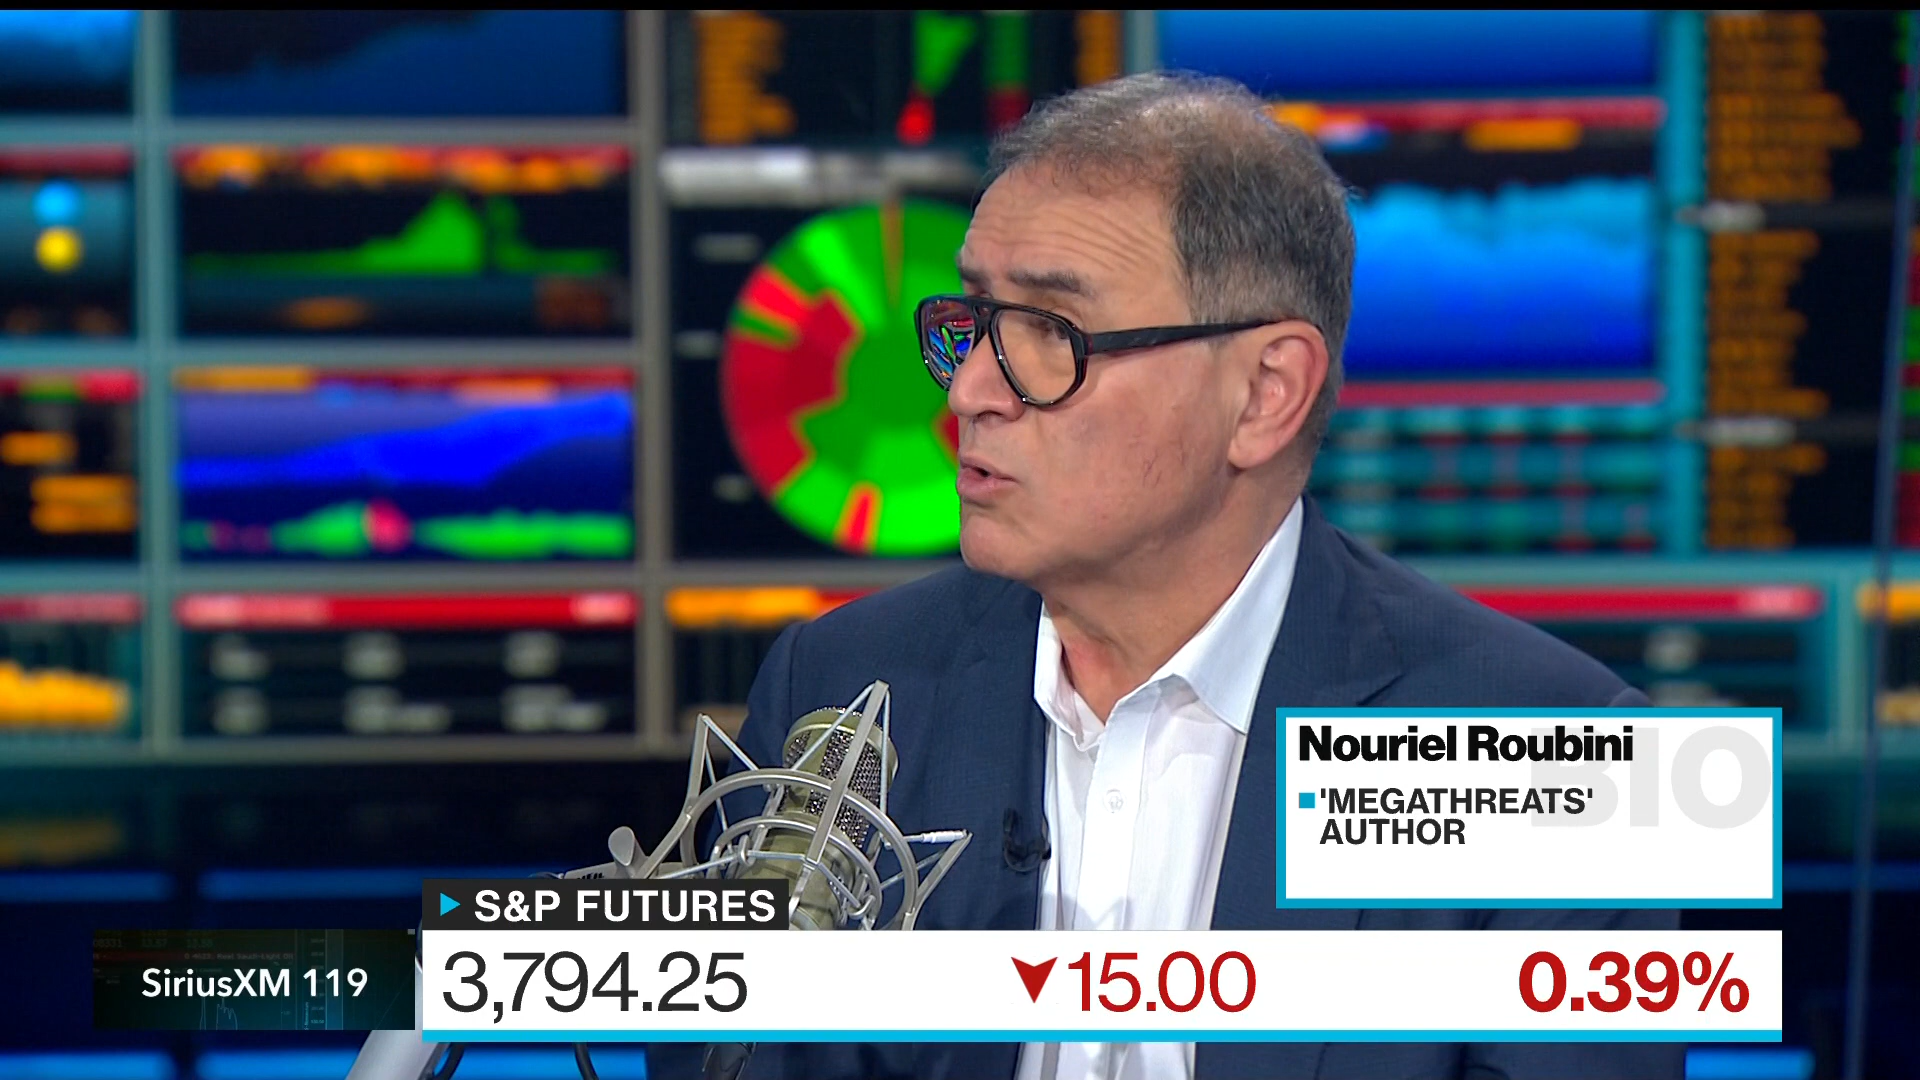 Nouriel Roubini
BIO
'MEGATHREATS'
AUTHOR
S&P FUTURES
SiriusXM 119
3,794.25
15.00
0.39%